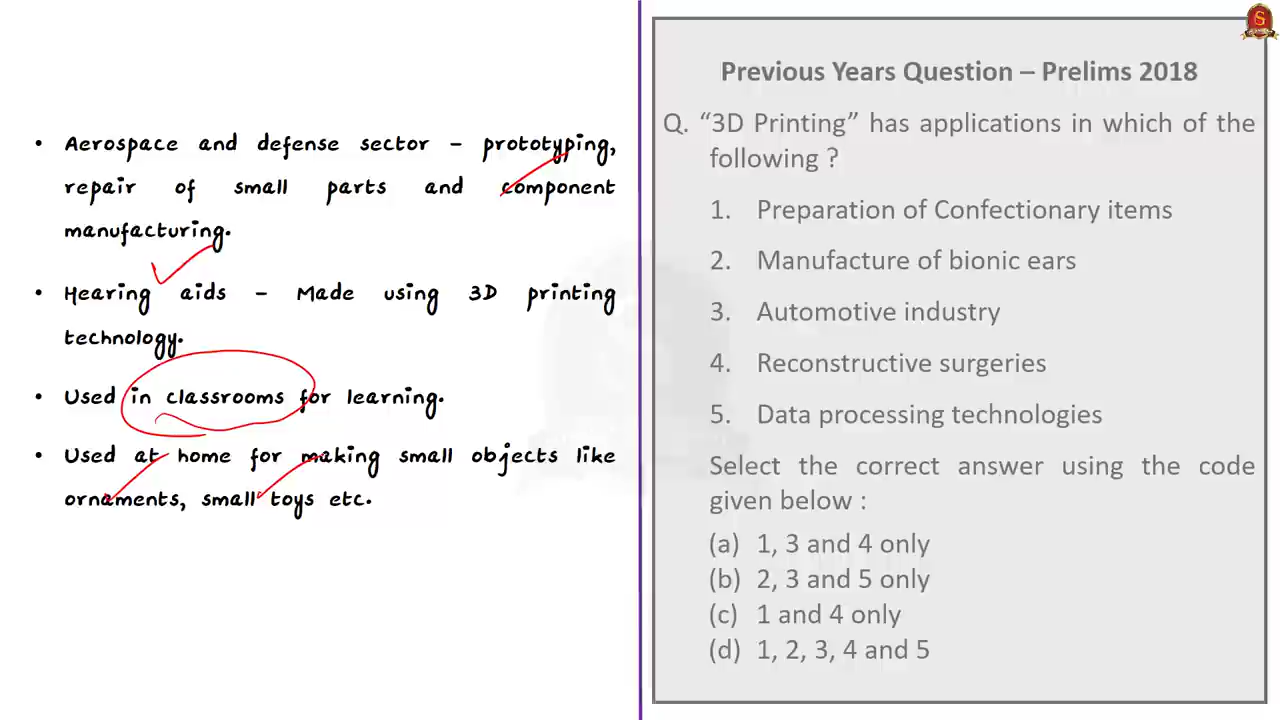 • Aerospace and defense sector – prototyping,
repair of small parts and component
manufacturing.
• Hearing aids – Made using 3D printing
technology.
• Used in classrooms for learning.
• Used at home for making small objects like
ornaments, small toys etc.
Previous Years Question – Prelims 2018
Q. “3D Printing” has applications in which of the
following ?
1. Preparation of Confectionary items
2. Manufacture of bionic ears
3. Automotive industry
4. Reconstructive surgeries
5. Data processing technologies
Select the correct answer using the code
given below :
(a) 1, 3 and 4 only
(b) 2, 3 and 5 only
(c) 1 and 4 only
(d) 1, 2, 3, 4 and 5